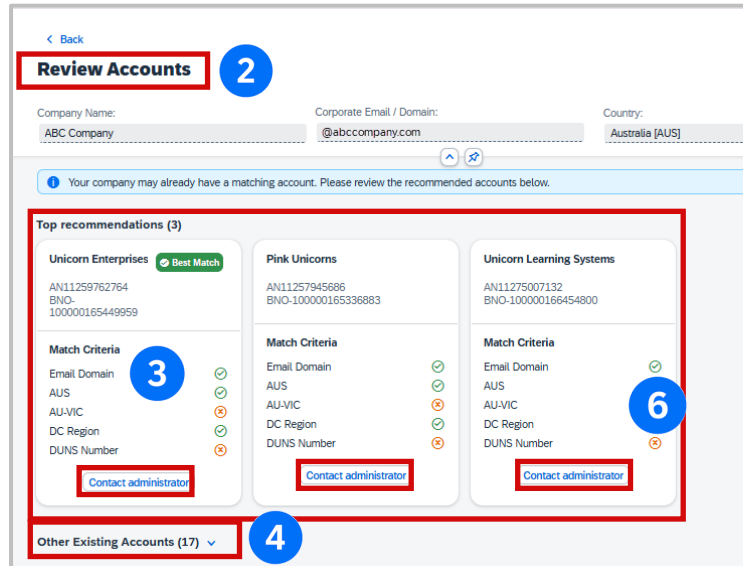 Back
Review Accounts
2
Company Name:
Corporate Email / Domain:
Country:
ABC Company
@abccompany.com
Australia [AUS]
Your company may already have a matching account. Please review the recommended accounts below.
Top recommendations (3)
Unicorn Enterprises
Best Match
AN11259762764
BNO-
100000165449959
Match Criteria
Email Domain
AUS
AU-VIC
DC Region
DUNS Number
3
Contact administrator
Pink Unicorns
AN11257945686
BNO-100000165336883
Match Criteria
Email Domain
AUS
AU-VIC
DC Region
DUNS Number
Contact administrator
Unicorn Learning Systems
AN11275007132
BNO-100000166454800
Match Criteria
Email Domain
AUS
AU-VIC
DC Region
DUNS Number
6
Contact administrator
Other Existing Accounts (17)
4